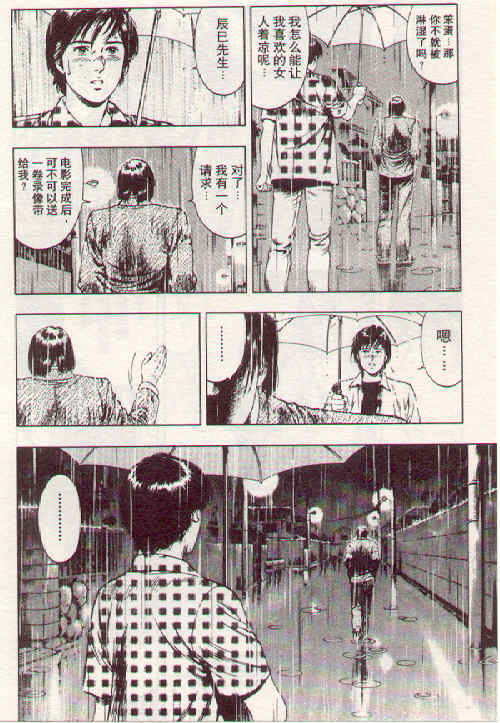 笨蛋…那
你不就被
淋湿了吗?
我怎么能让
我喜欢的女
人着凉呢…
辰巳先生…
对了…
我有一个
请求…
电影完成后,
可不可以送
一卷录像带
给我?
嗯……
………
…………